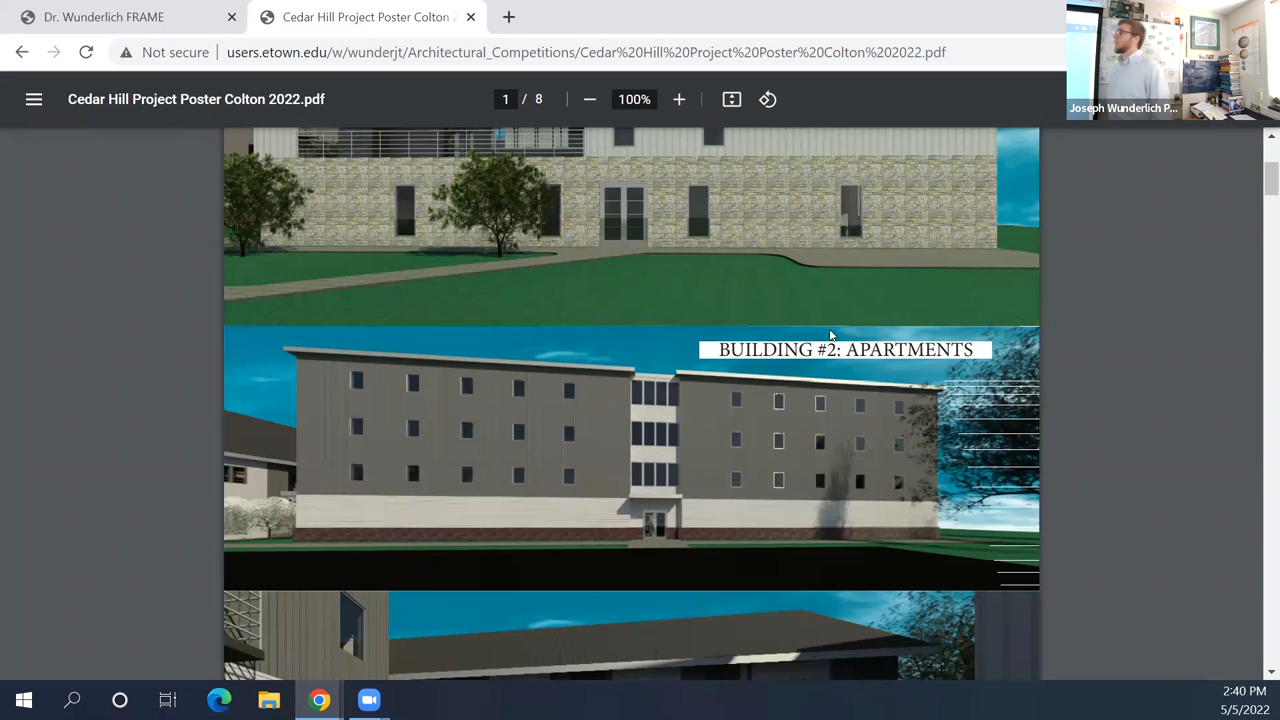 Dr. Wunderlich FRAME
Cedar Hill Project Poster Colton 2
Not secure
users.etown.edu/w/wunderjt/Architectural_Competitions/Cedar%20Hill%20Project%20Poster%20Colton%202022.pdf
Joseph Wunderlich P...
Cedar Hill Project Poster Colton 2022.pdf
1 / 8
100%
BUILDING #2: APARTMENTS
2:40 PM
5/5/2022